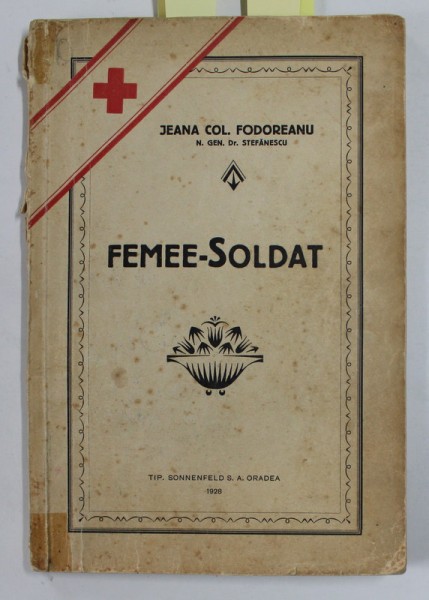 JEANA COL. FODOREANU
N. GEN. Dr. STEFĂNESCU
FEMEE-SOLDAT
TIP. SONNENFELD S. A. ORADEA
1928